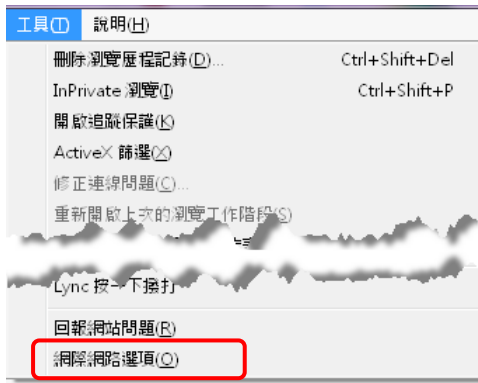 工具(T) 說明(H)
刪除瀏覽歷程記錄(D)... Ctrl+Shift+Del
InPrivate 瀏覽(I) Ctrl+Shift+P
開啟追蹤保護(K)
ActiveX 篩選(X)
修正連線問題(C)...
重新開啟上次的瀏覽工作階段(S)
Lync 按一下撥打
回報網站問題(R)
網際網路選項(O)